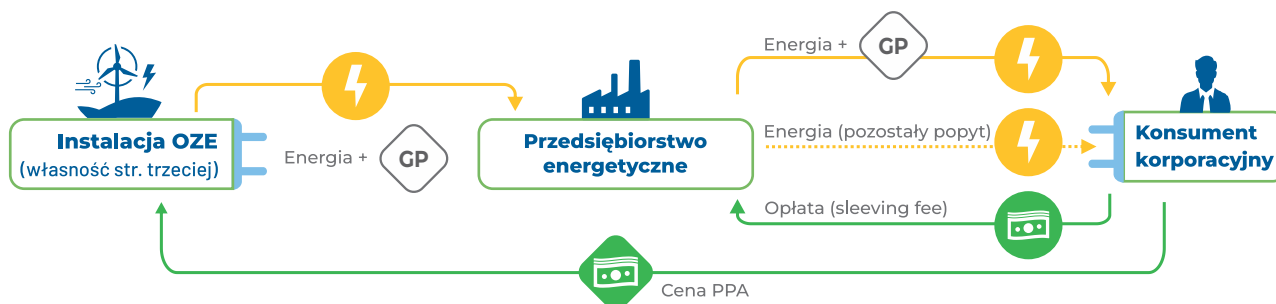 Instalacja OZE
(własność str. trzeciej)
Energia +
GP
Przedsiębiorstwo
energetyczne
Energia +
GP
Energia (pozostały popyt)
Opłata (sleeving fee)
Konsument
korporacyjny
Cena PPA